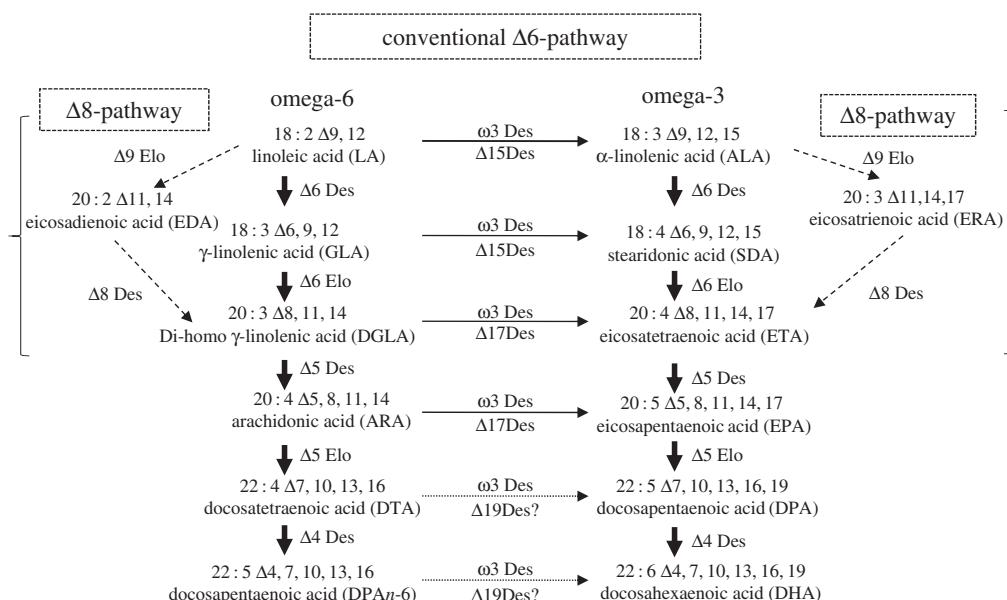 conventional Δ6-pathway
Δ8-pathway
omega-6
omega-3
Δ8-pathway
18 : 2 Δ9, 12
linoleic acid (LA)
ω3 Des
Δ15Des
18 : 3 Δ9, 12, 15
α-linolenic acid (ALA)
Δ9 Elo
Δ9 Elo
Δ6 Des
Δ6 Des
20 : 2 Δ11, 14
eicosadienoic acid (EDA)
20 : 3 Δ11,14,17
eicosatrienoic acid (ERA)
18 : 3 Δ6, 9, 12
γ-linolenic acid (GLA)
ω3 Des
Δ15Des
18 : 4 Δ6, 9, 12, 15
stearidonic acid (SDA)
Δ8 Des
Δ6 Elo
Δ6 Elo
Δ8 Des
20 : 3 Δ8, 11, 14
Di-homo γ-linolenic acid (DGLA)
ω3 Des
Δ17Des
20 : 4 Δ8, 11, 14, 17
eicosatetraenoic acid (ETA)
Δ5 Des
Δ5 Des
20 : 4 Δ5, 8, 11, 14
arachidonic acid (ARA)
ω3 Des
Δ17Des
20 : 5 Δ5, 8, 11, 14, 17
eicosapentaenoic acid (EPA)
Δ5 Elo
Δ5 Elo
22 : 4 Δ7, 10, 13, 16
docosatetraenoic acid (DTA)
ω3 Des
Δ19Des?
22 : 5 Δ7, 10, 13, 16, 19
docosapentaenoic acid (DPA)
Δ4 Des
Δ4 Des
22 : 5 Δ4, 7, 10, 13, 16
docosapentaenoic acid (DPAn-6)
ω3 Des
Δ19Des?
22 : 6 Δ4, 7, 10, 13, 16, 19
docosahexaenoic acid (DHA)